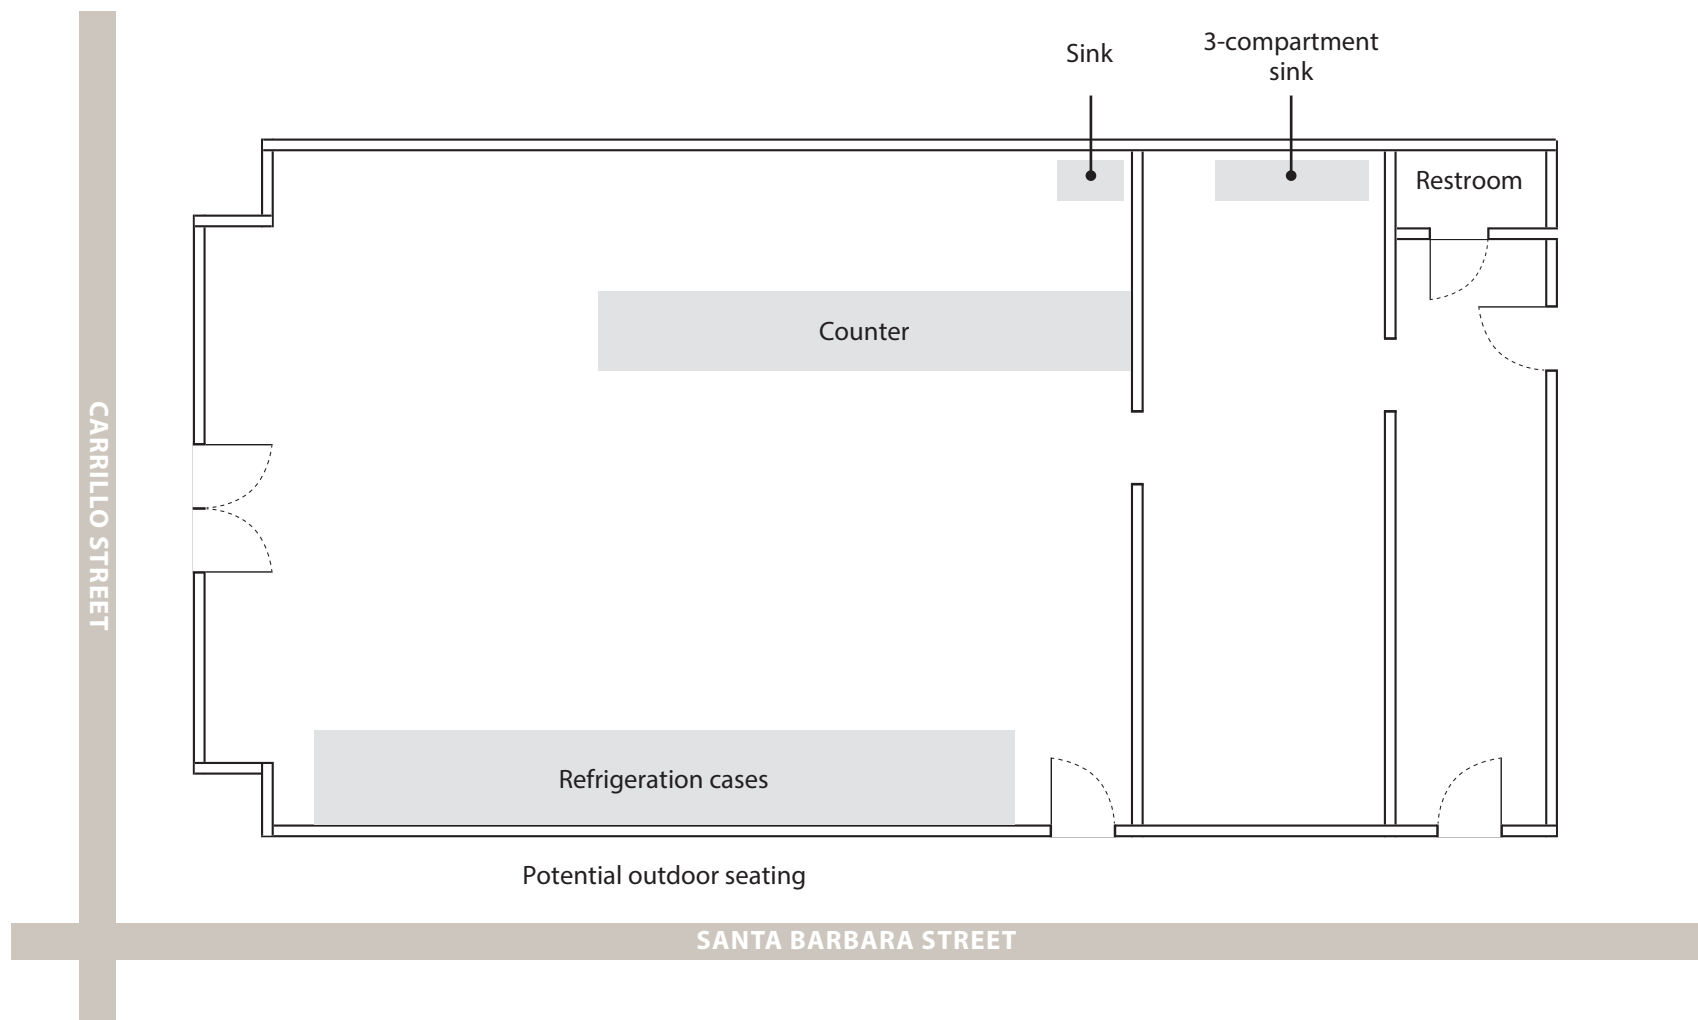 Sink
3-compartment
sink
Restroom
Counter
CARRILLO STREET
Refrigeration cases
Potential outdoor seating
SANTA BARBARA STREET